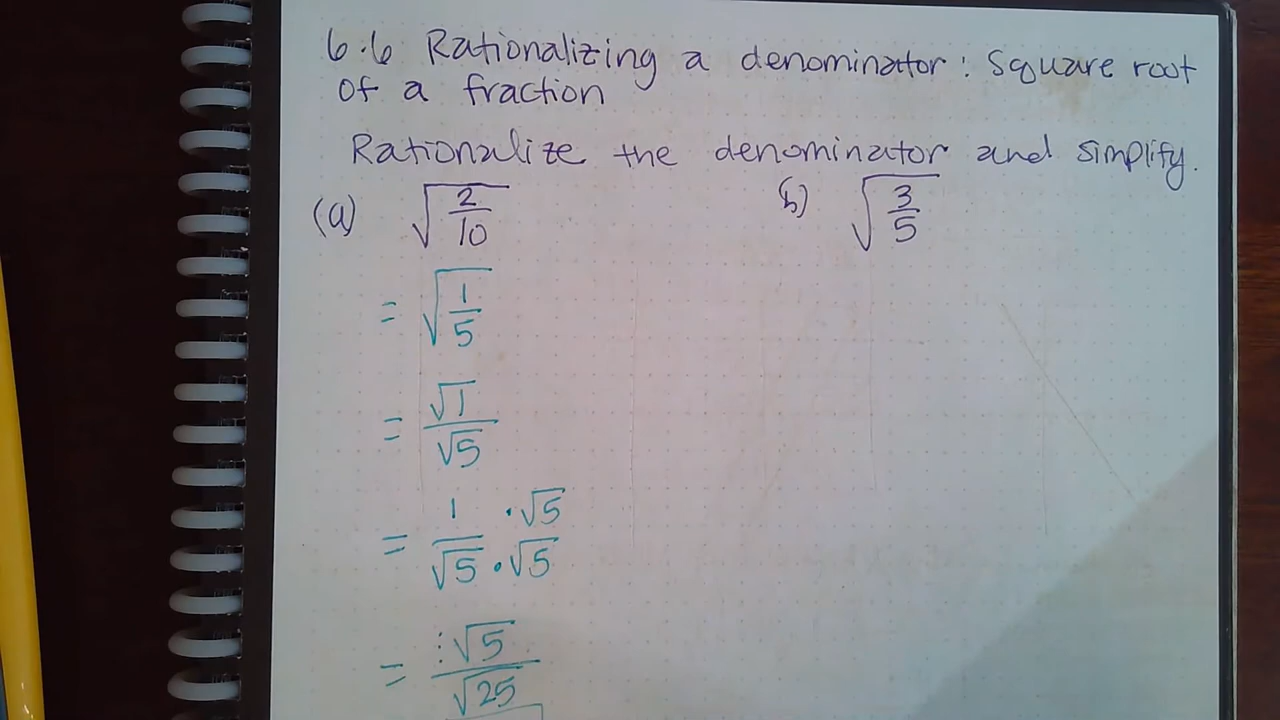 6.6 Rationalizing a denominator: Square root
of a fraction
Rationalize the denominator and simplify.
(a) √(2/10) (b) √(3/5)
= √(1/5)
= √1/√5
= 1·√5/√5·√5
= √5/√25